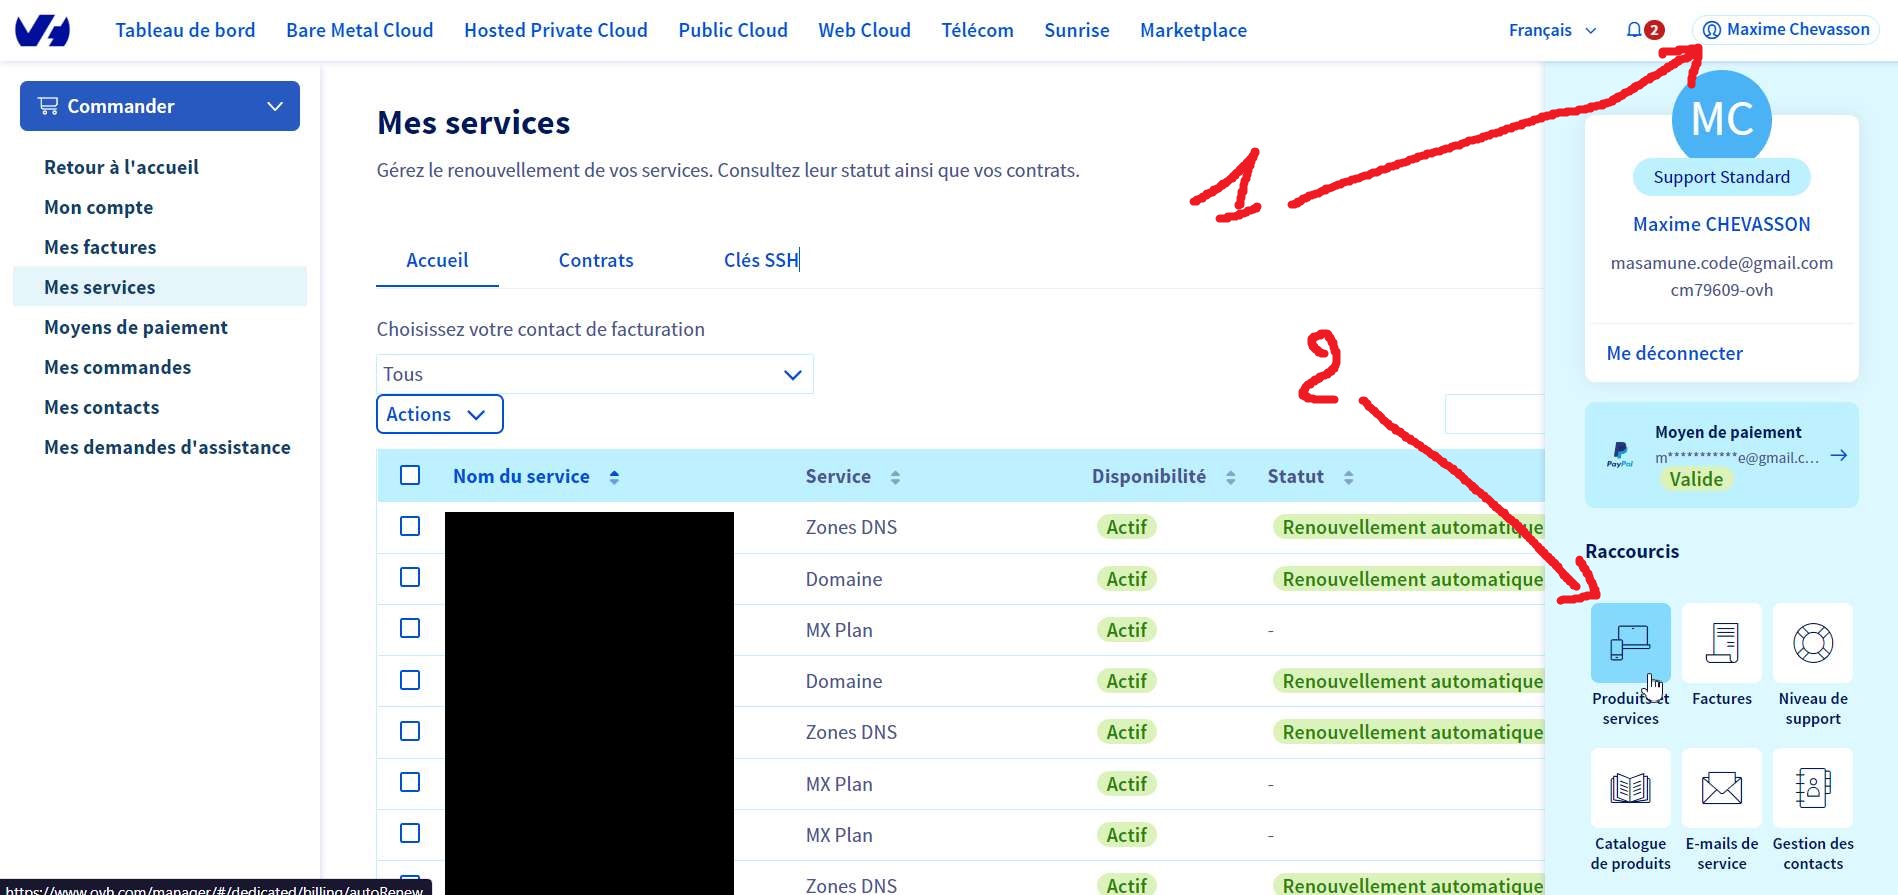 Tableau de bord Bare Metal Cloud Hosted Private Cloud Public Cloud Web Cloud Télécom Sunrise Marketplace Français 2 Maxime Chevasson
Commander
Retour à l'accueil
Mon compte
Mes factures
Mes services
Moyens de paiement
Mes commandes
Mes contacts
Mes demandes d'assistance
Mes services
Gérez le renouvellement de vos services. Consultez leur statut ainsi que vos contrats.
1
Accueil Contrats Clés SSH
Choisissez votre contact de facturation
Tous
Actions
2
Nom du service Service Disponibilité Statut
Zones DNS Actif Renouvellement automatique
Domaine Actif Renouvellement automatique
MX Plan Actif -
Domaine Actif Renouvellement automatique
Zones DNS Actif Renouvellement automatique
MX Plan Actif -
MX Plan Actif -
Zones DNS Actif Renouvellement automatique
MC
Support Standard
Maxime CHEVASSON
masamune.code@gmail.com
cm79609-ovh
Me déconnecter
Moyen de paiement
PayPal
m***********e@gmail.c...
Valide
Raccourcis
Produits et services
Factures
Niveau de support
Catalogue de produits
E-mails de service
Gestion des contacts
https://www.ovh.com/manager/#/dedicated/billing/autoRenew